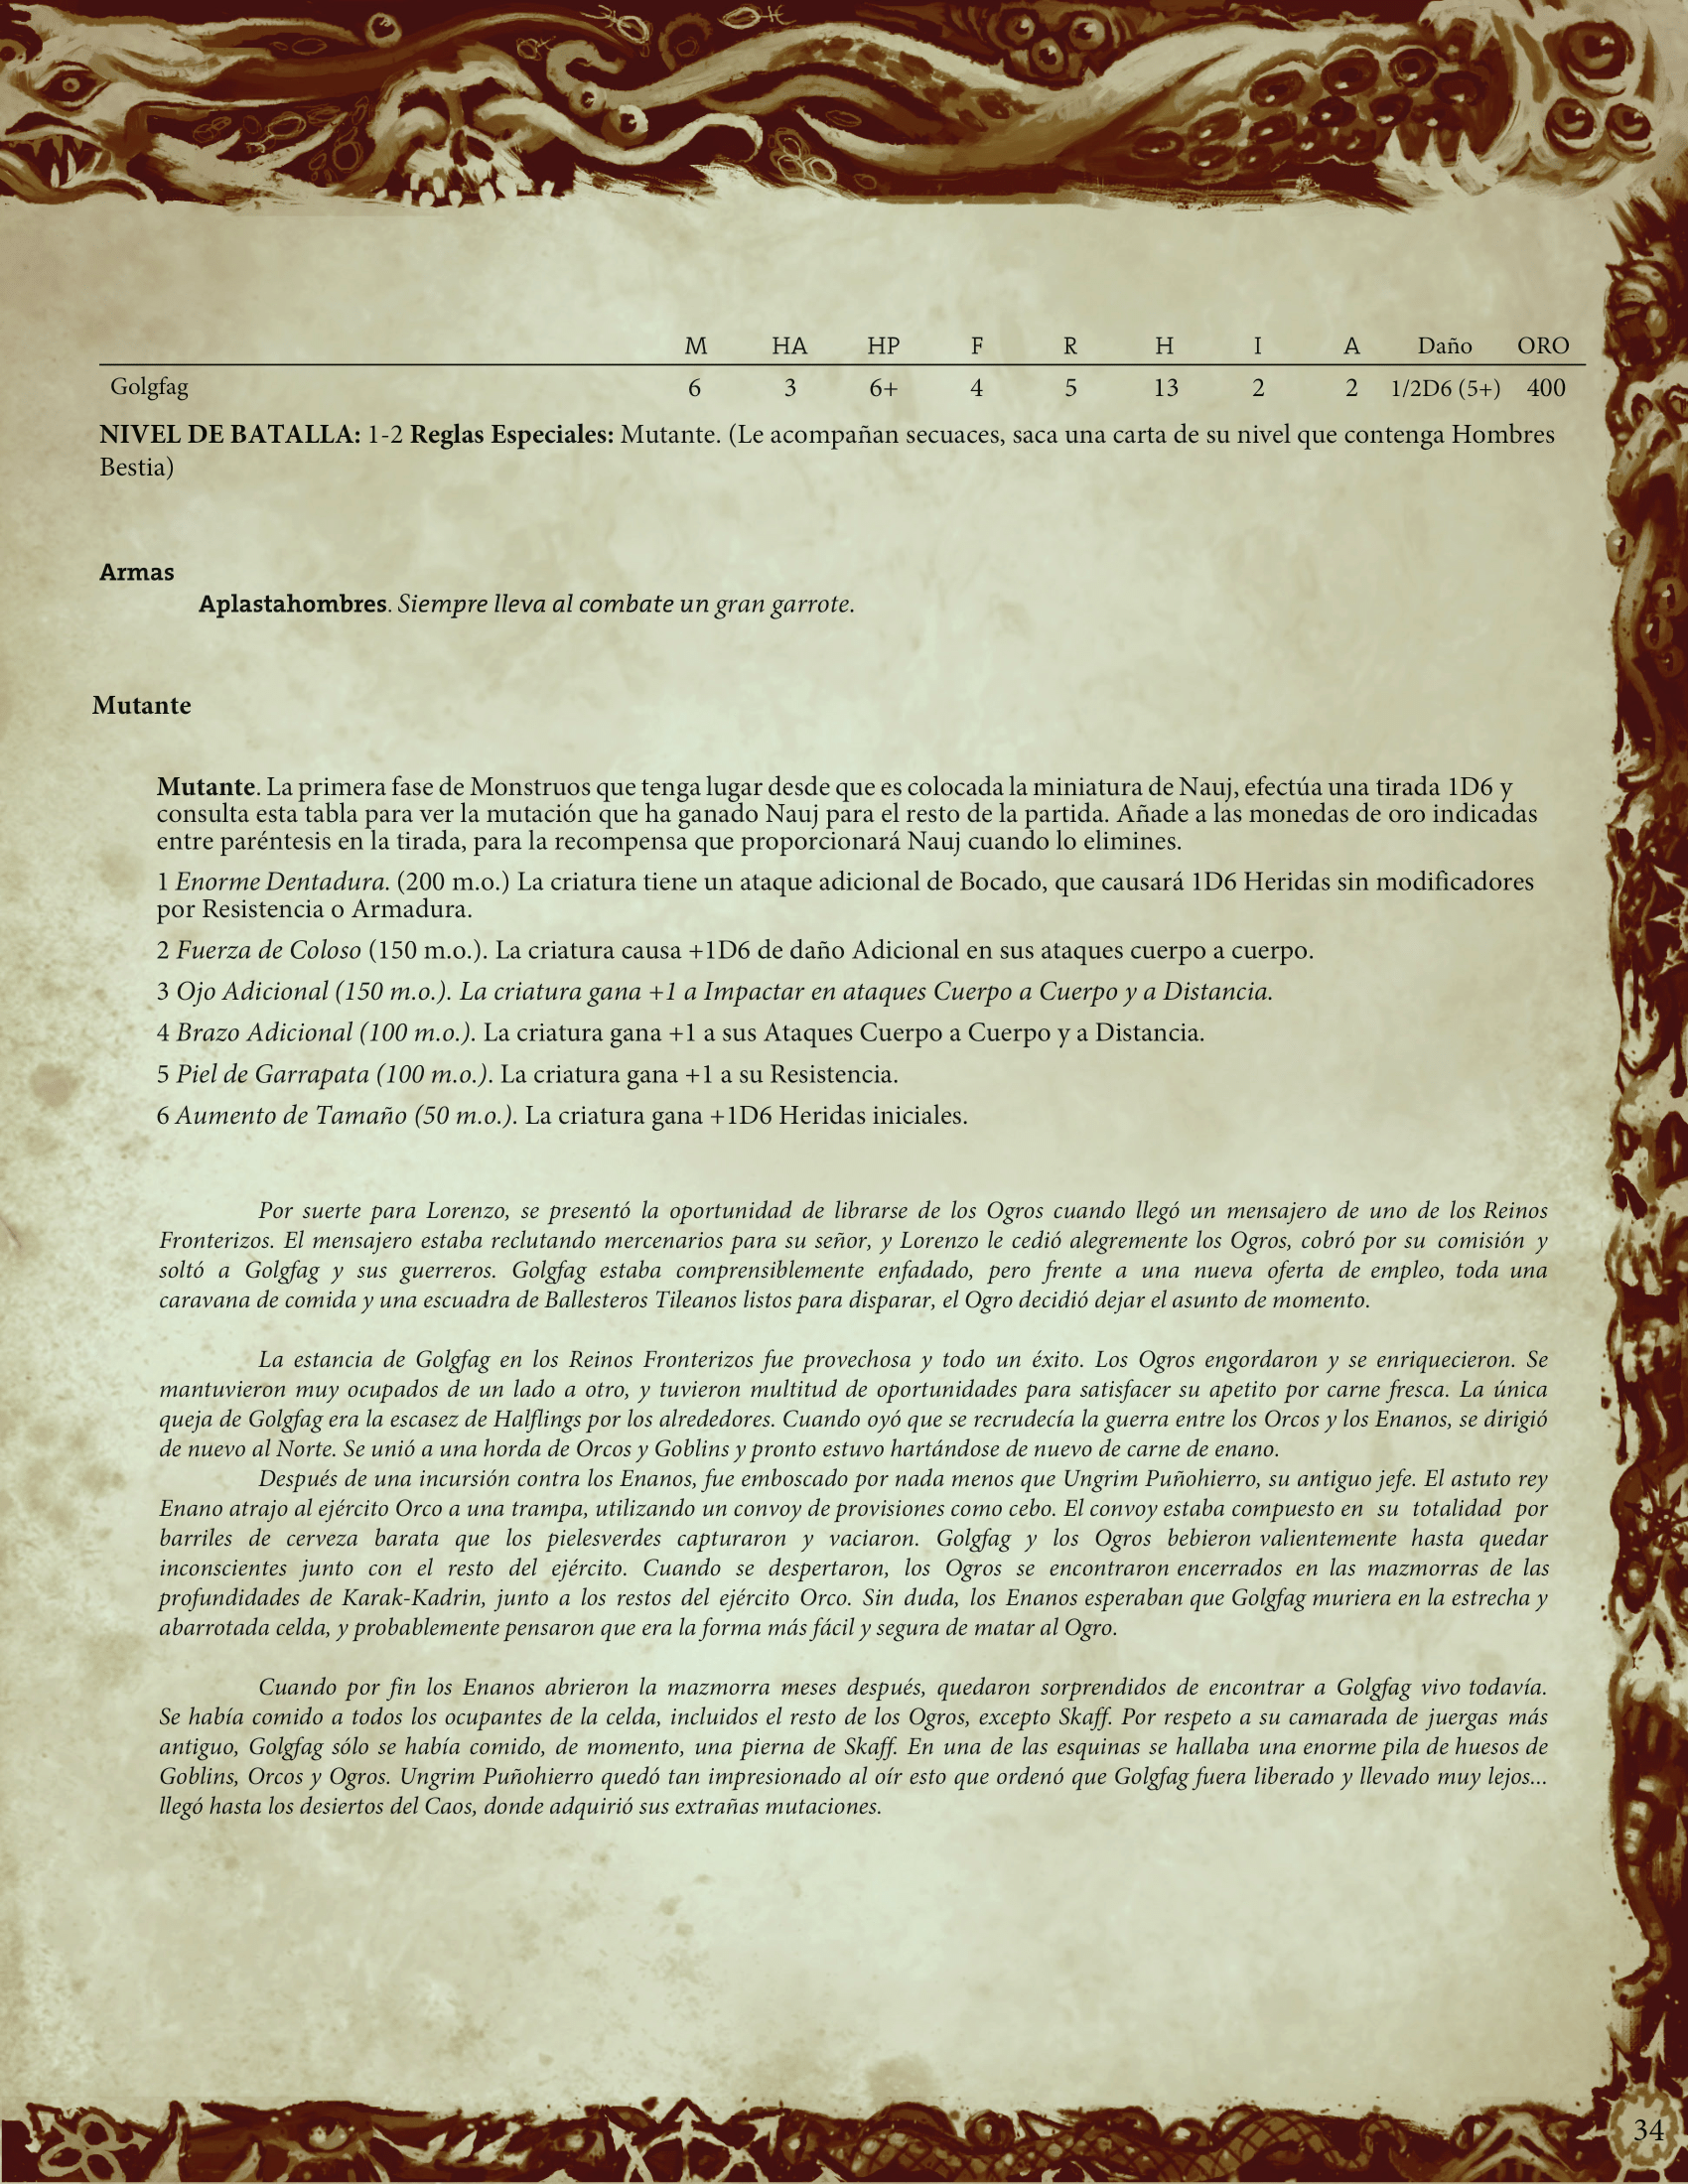 M HA HP F R H I A Daño ORO
Golgfag 6 3 6+ 4 5 13 2 2 1/2D6 (5+) 400
NIVEL DE BATALLA: 1-2 Reglas Especiales: Mutante. (Le acompañan secuaces, saca una carta de su nivel que contenga Hombres
Bestia)
Armas
Aplastahombres. Siempre lleva al combate un gran garrote.
Mutante
Mutante. La primera fase de Monstruos que tenga lugar desde que es colocada la miniatura de Nauj, efectúa una tirada 1D6 y
consulta esta tabla para ver la mutación que ha ganado Nauj para el resto de la partida. Añade a las monedas de oro indicadas
entre paréntesis en la tirada, para la recompensa que proporcionará Nauj cuando lo elimines.
1 Enorme Dentadura. (200 m.o.) La criatura tiene un ataque adicional de Bocado, que causará 1D6 Heridas sin modificadores
por Resistencia o Armadura.
2 Fuerza de Coloso (150 m.o.). La criatura causa +1D6 de daño Adicional en sus ataques cuerpo a cuerpo.
3 Ojo Adicional (150 m.o.). La criatura gana +1 a Impactar en ataques Cuerpo a Cuerpo y a Distancia.
4 Brazo Adicional (100 m.o.). La criatura gana +1 a sus Ataques Cuerpo a Cuerpo y a Distancia.
5 Piel de Garrapata (100 m.o.). La criatura gana +1 a su Resistencia.
6 Aumento de Tamaño (50 m.o.). La criatura gana +1D6 Heridas iniciales.
Por suerte para Lorenzo, se presentó la oportunidad de librarse de los Ogros cuando llegó un mensajero de uno de los Reinos
Fronterizos. El mensajero estaba reclutando mercenarios para su señor, y Lorenzo le cedió alegremente los Ogros, cobró por su comisión y
soltó a Golgfag y sus guerreros. Golgfag estaba comprensiblemente enfadado, pero frente a una nueva oferta de empleo, toda una
caravana de comida y una escuadra de Ballesteros Tileanos listos para disparar, el Ogro decidió dejar el asunto de momento.
La estancia de Golgfag en los Reinos Fronterizos fue provechosa y todo un éxito. Los Ogros engordaron y se enriquecieron. Se
mantuvieron muy ocupados de un lado a otro, y tuvieron multitud de oportunidades para satisfacer su apetito por carne fresca. La única
queja de Golgfag era la escasez de Halflings por los alrededores. Cuando oyó que se recrudecía la guerra entre los Orcos y los Enanos, se dirigió
de nuevo al Norte. Se unió a una horda de Orcos y Goblins y pronto estuvo hartándose de nuevo de carne de enano.
Después de una incursión contra los Enanos, fue emboscado por nada menos que Ungrim Puñohierro, su antiguo jefe. El astuto rey
Enano atrajo al ejército Orco a una trampa, utilizando un convoy de provisiones como cebo. El convoy estaba compuesto en su totalidad por
barriles de cerveza barata que los pielesverdes capturaron y vaciaron. Golgfag y los Ogros bebieron valientemente hasta quedar
inconscientes junto con el resto del ejército. Cuando se despertaron, los Ogros se encontraron encerrados en las mazmorras de las
profundidades de Karak-Kadrin, junto a los restos del ejército Orco. Sin duda, los Enanos esperaban que Golgfag muriera en la estrecha y
abarrotada celda, y probablemente pensaron que era la forma más fácil y segura de matar al Ogro.
Cuando por fin los Enanos abrieron la mazmorra meses después, quedaron sorprendidos de encontrar a Golgfag vivo todavía.
Se había comido a todos los ocupantes de la celda, incluidos el resto de los Ogros, excepto Skaff. Por respeto a su camarada de juergas más
antiguo, Golgfag sólo se había comido, de momento, una pierna de Skaff. En una de las esquinas se hallaba una enorme pila de huesos de
Goblins, Orcos y Ogros. Ungrim Puñohierro quedó tan impresionado al oír esto que ordenó que Golgfag fuera liberado y llevado muy lejos...
llegó hasta los desiertos del Caos, donde adquirió sus extrañas mutaciones.
34